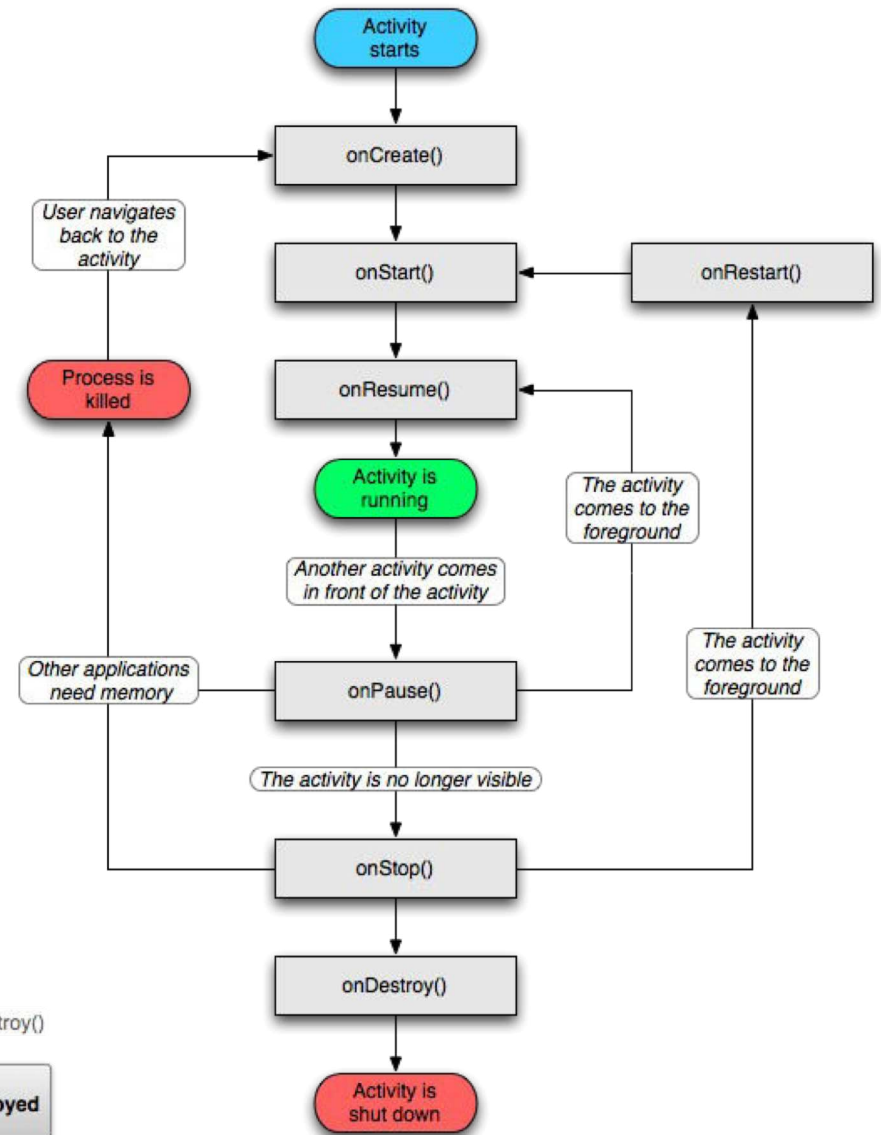 Activity
starts
onCreate()
User navigates
back to the
activity
onStart()
onRestart()
Process is
killed
onResume()
Activity is
running
The activity
comes to the
foreground
Another activity comes
in front of the activity
Other applications
need memory
onPause()
The activity
comes to the
foreground
The activity is no longer visible
onStop()
onDestroy()
troy()
oyed
Activity is
shut down